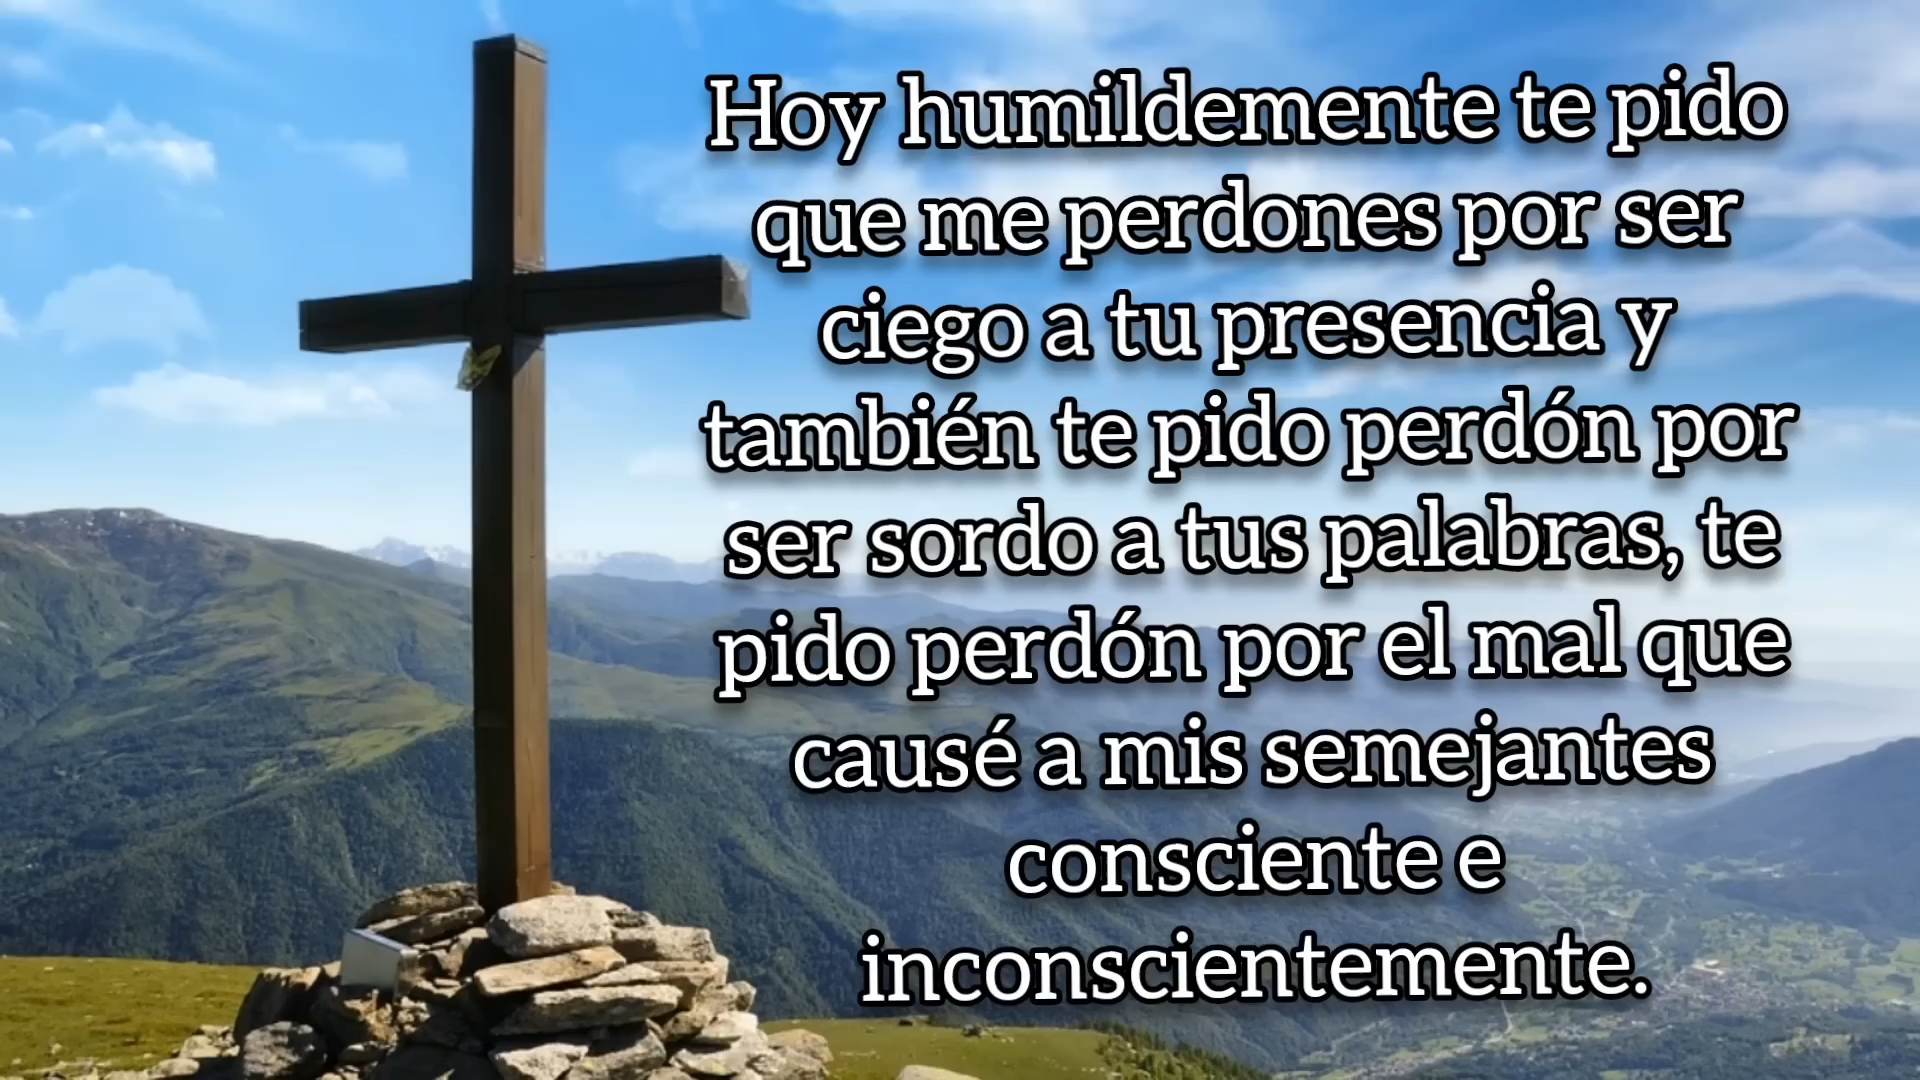 Hoy humildemente te pido
que me perdones por ser
ciego a tu presencia y
también te pido perdón por
ser sordo a tus palabras, te
pido perdón por el mal que
causé a mis semejantes
consciente e
inconscientemente.